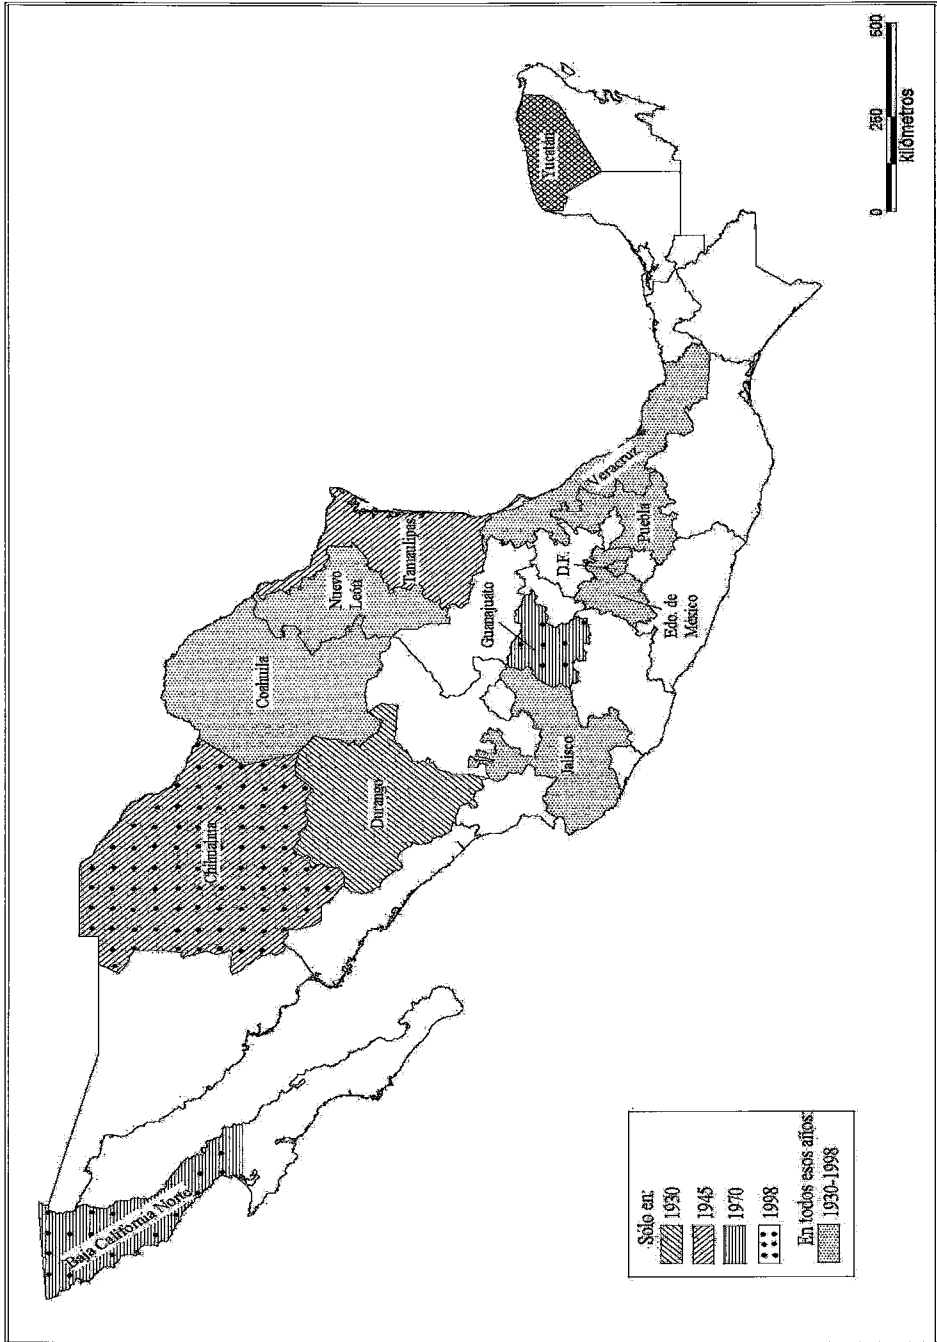 Baja California Norte
Chihuahua
Coahuila
Nuevo
León
Tamaulipas
Durango
Guanajuato
Jalisco
D.F.
Edo. de
México
Puebla
Veracruz
Yucatán
Sólo en:
1930
1945
1970
1998
En todos esos años:
1930-1998
0
250
500
kilómetros